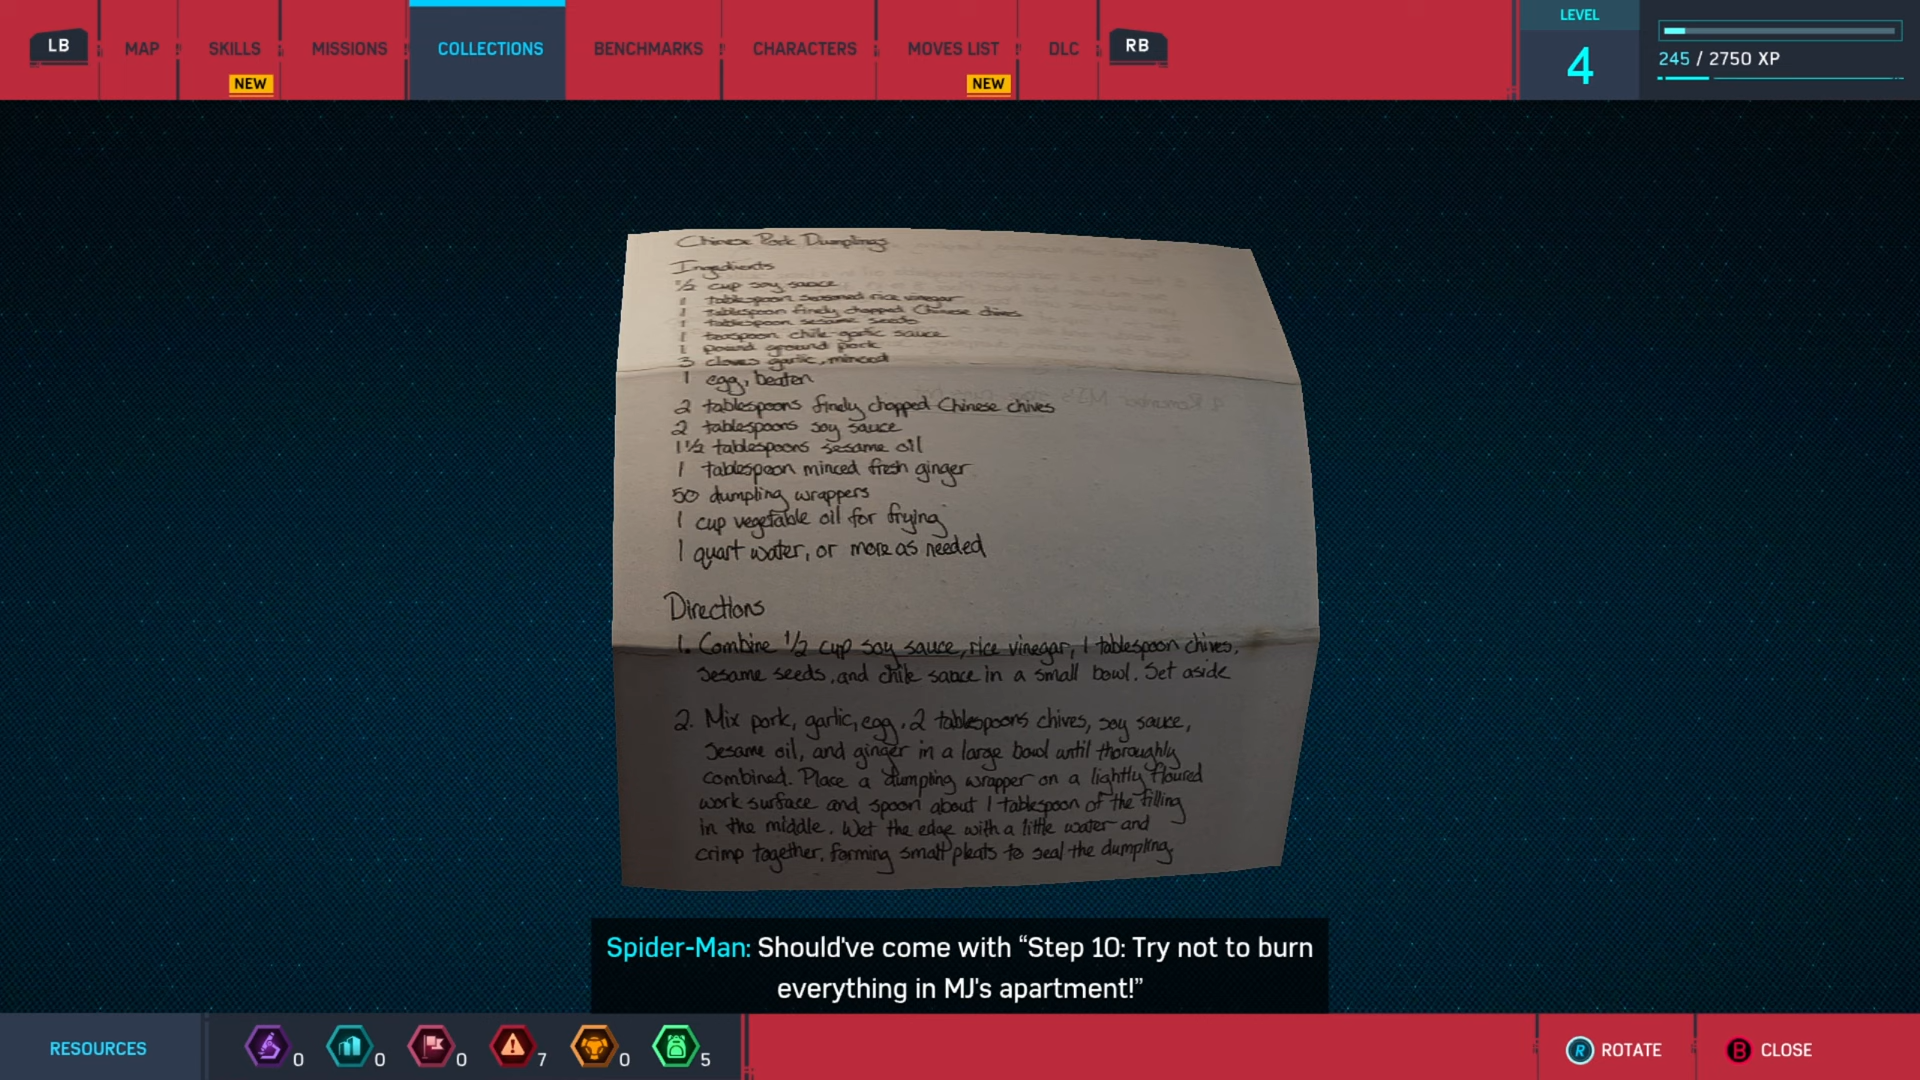 LB
MAP
SKILLS
NEW
MISSIONS
COLLECTIONS
BENCHMARKS
CHARACTERS
MOVES LIST
NEW
DLC
RB
LEVEL
4
245 / 2750 XP
Chinese Pork Dumplings
Ingredients
1/2 cup soy sauce
1 tablespoon seasoned rice vinegar
1 tablespoon finely chopped Chinese chives
1 tablespoon sesame seeds
1 teaspoon chile-garlic sauce
1 pound ground pork
3 cloves garlic, minced
1 egg, beaten
2 tablespoons finely chopped Chinese chives
2 tablespoons soy sauce
1 1/2 tablespoons sesame oil
1 tablespoon minced fresh ginger
50 dumpling wrappers
1 cup vegetable oil for frying
1 quart water, or more as needed
Directions
1. Combine 1/2 cup soy sauce, rice vinegar, 1 tablespoon chives,
sesame seeds, and chile sauce in a small bowl. Set aside
2. Mix pork, garlic, egg, 2 tablespoons chives, soy sauce,
sesame oil, and ginger in a large bowl until thoroughly
combined. Place a dumpling wrapper on a lightly floured
work surface and spoon about 1 tablespoon of the filling
in the middle. Wet the edge with a little water and
crimp together, forming small pleats to seal the dumpling.
Spider-Man: Should've come with “Step 10: Try not to burn
everything in MJ's apartment!”
RESOURCES
0
0
0
7
0
5
R ROTATE
B CLOSE